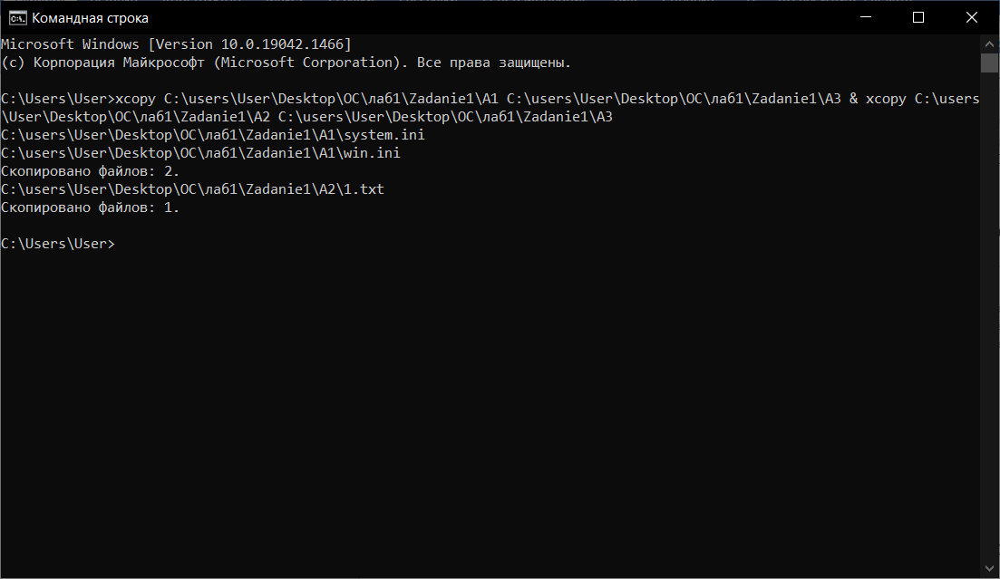 Командная строка
Microsoft Windows [Version 10.0.19042.1466]
(c) Корпорация Майкрософт (Microsoft Corporation). Все права защищены.
C:\Users\User>xcopy C:\users\User\Desktop\ОС\лаб1\Zadanie1\A1 C:\users\User\Desktop\ОС\лаб1\Zadanie1\A3 & xcopy C:\users
\User\Desktop\ОС\лаб1\Zadanie1\A2 C:\users\User\Desktop\ОС\лаб1\Zadanie1\A3
C:\users\User\Desktop\ОС\лаб1\Zadanie1\A1\system.ini
C:\users\User\Desktop\ОС\лаб1\Zadanie1\A1\win.ini
Скопировано файлов: 2.
C:\users\User\Desktop\ОС\лаб1\Zadanie1\A2\1.txt
Скопировано файлов: 1.
C:\Users\User>